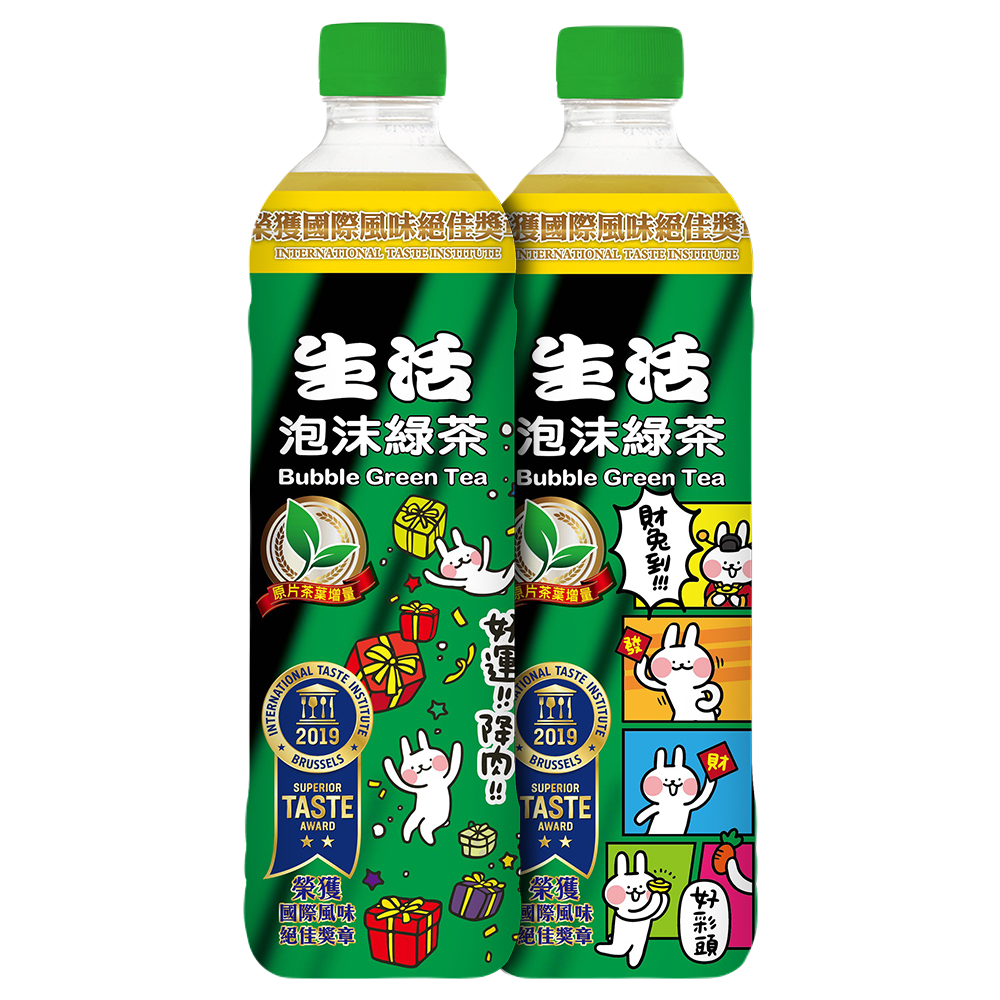 榮獲國際風味絕佳獎
INTERNATIONAL TASTE INSTITUTE
生活
泡沫綠茶
Bubble Green Tea
原片茶葉增量
好運!!降肉!!
INTERNATIONAL TASTE INSTITUTE
2019
BRUSSELS
SUPERIOR
TASTE
AWARD
榮獲
國際風味
絕佳獎章
獲國際風味絕佳獎
INTERNATIONAL TASTE INSTITUTE
生活
泡沫綠茶
Bubble Green Tea
財兔到!!!
原片茶葉增量
發
財
TIONAL TASTE INSTITUTE
2019
BRUSSELS
SUPERIOR
TASTE
AWARD
榮獲
國際風味
絕佳獎章
好彩頭